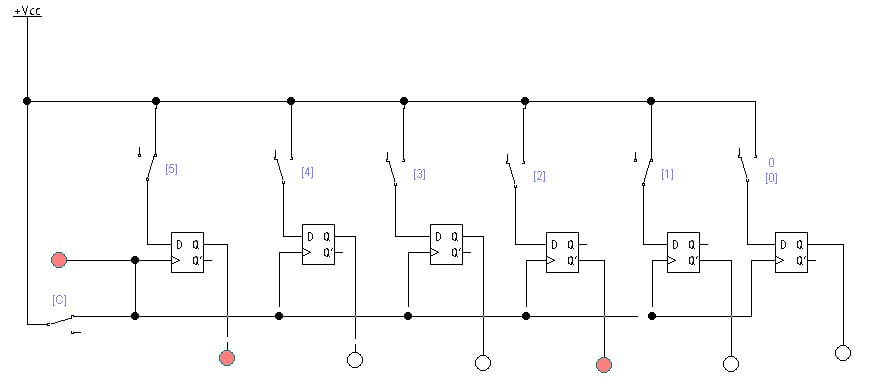 +Vcc
[5]
[4]
[3]
[2]
[1]
0
[0]
D Q
Q'
D Q
Q'
D Q
Q'
D Q
Q'
D Q
Q'
D Q
Q'
[C]